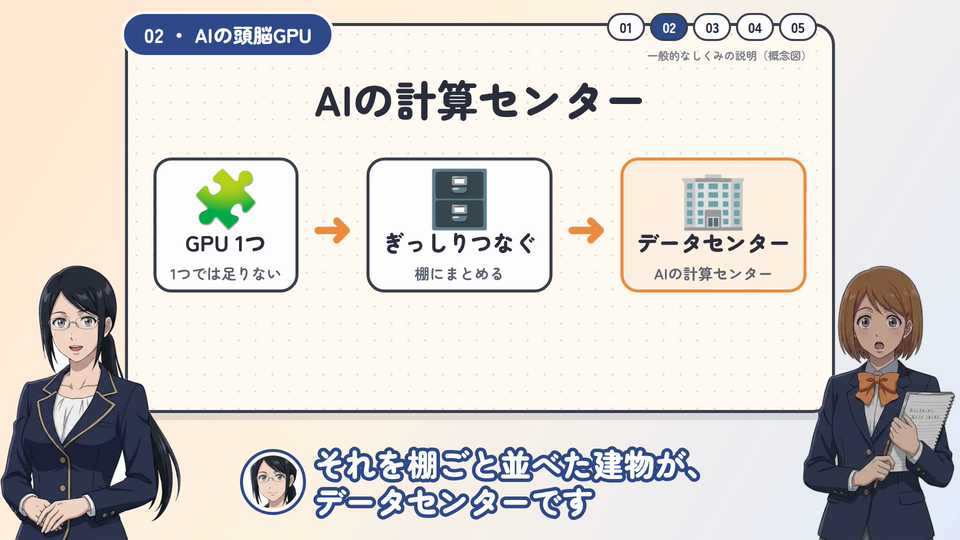 02 ・ AIの頭脳GPU
01 02 03 04 05
一般的なしくみの説明（概念図）
AIの計算センター
GPU 1つ
1つでは足りない
ぎっしりつなぐ
棚にまとめる
データセンター
AIの計算センター
それを棚ごと並べた建物が、
データセンターです